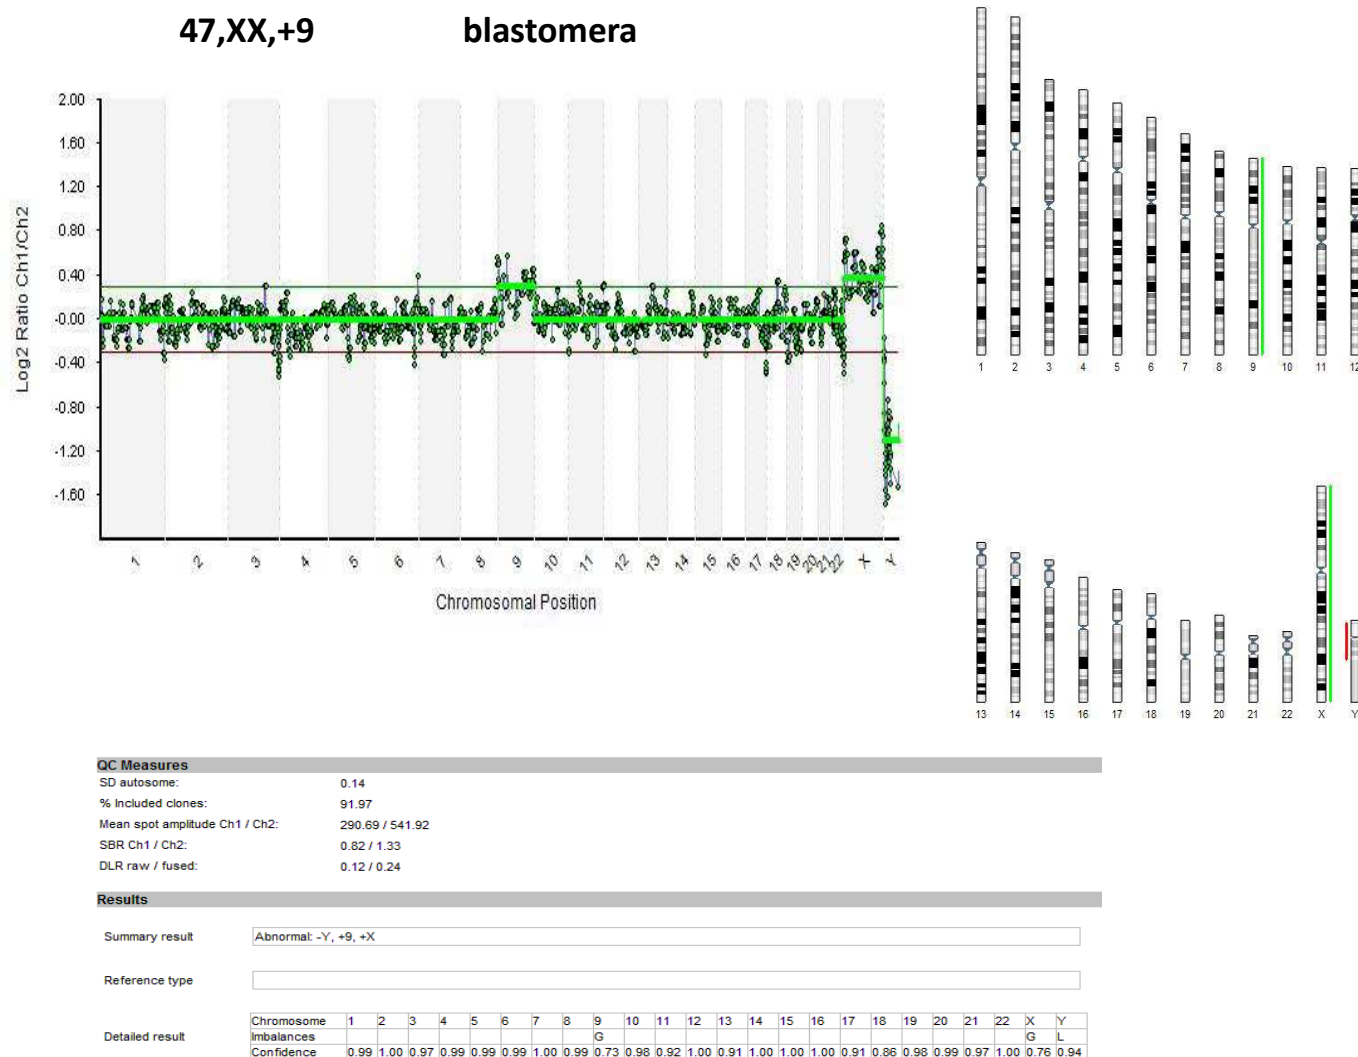 47,XX,+9 blastomera
2.00
1.60
1.20
0.80
0.40
-0.00
-0.40
-0.80
-1.20
-1.60
Log2 Ratio Ch1/Ch2
1 2 3 4 5 6 7 8 9 10 11 12 13 14 15 16 17 18 19 20 21 22 X Y
Chromosomal Position
1 2 3 4 5 6 7 8 9 10 11 12
13 14 15 16 17 18 19 20 21 22 X Y
QC Measures
SD autosome: 0.14
% Included clones: 91.97
Mean spot amplitude Ch1 / Ch2: 290.69 / 541.92
SBR Ch1 / Ch2: 0.82 / 1.33
DLR raw / fused: 0.12 / 0.24
Results
Summary result Abnormal: -Y, +9, +X
Reference type
Detailed result
Chromosome 1 2 3 4 5 6 7 8 9 10 11 12 13 14 15 16 17 18 19 20 21 22 X Y
Imbalances G G L
Confidence 0.99 1.00 0.97 0.99 0.99 0.99 1.00 0.99 0.73 0.98 0.92 1.00 0.91 1.00 1.00 1.00 0.91 0.86 0.98 0.99 0.97 1.00 0.76 0.94